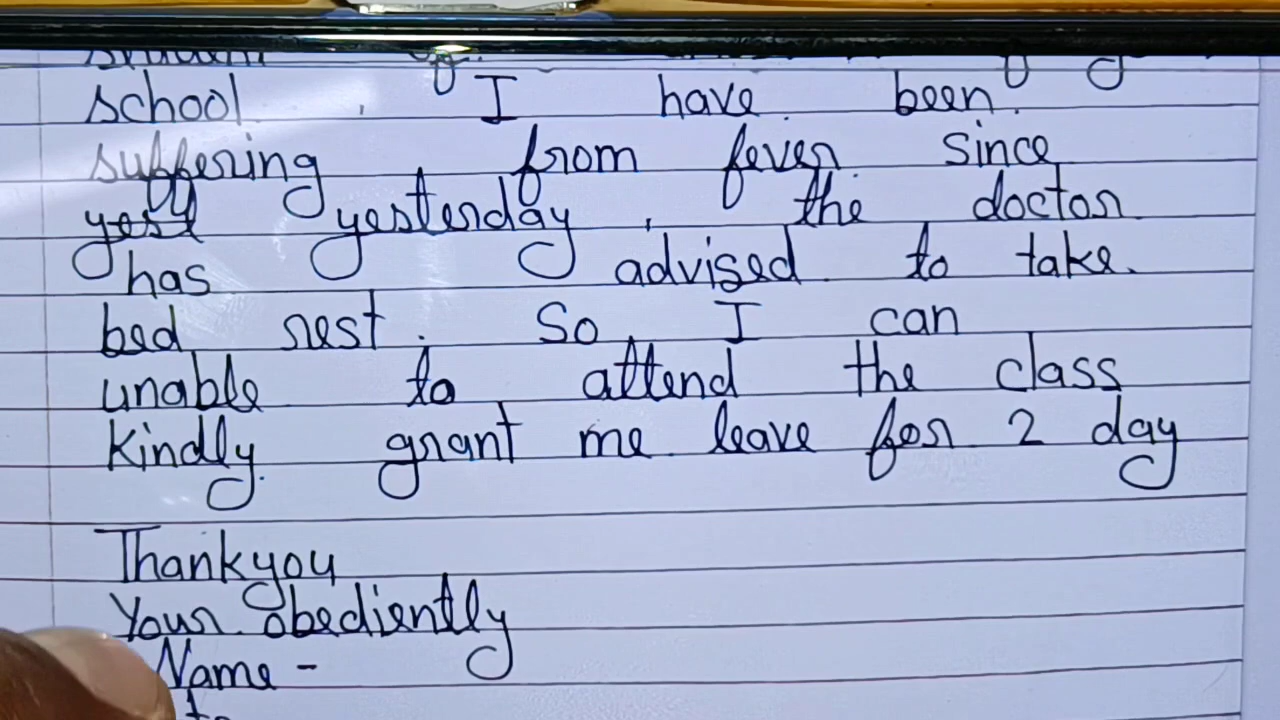 school. I have been
suffering from fever since
yest yesterday, the doctor
has advised to take.
bed rest. So I can
unable to attend the class
Kindly grant me leave for 2 day
Thankyou
Your obediently
Name -